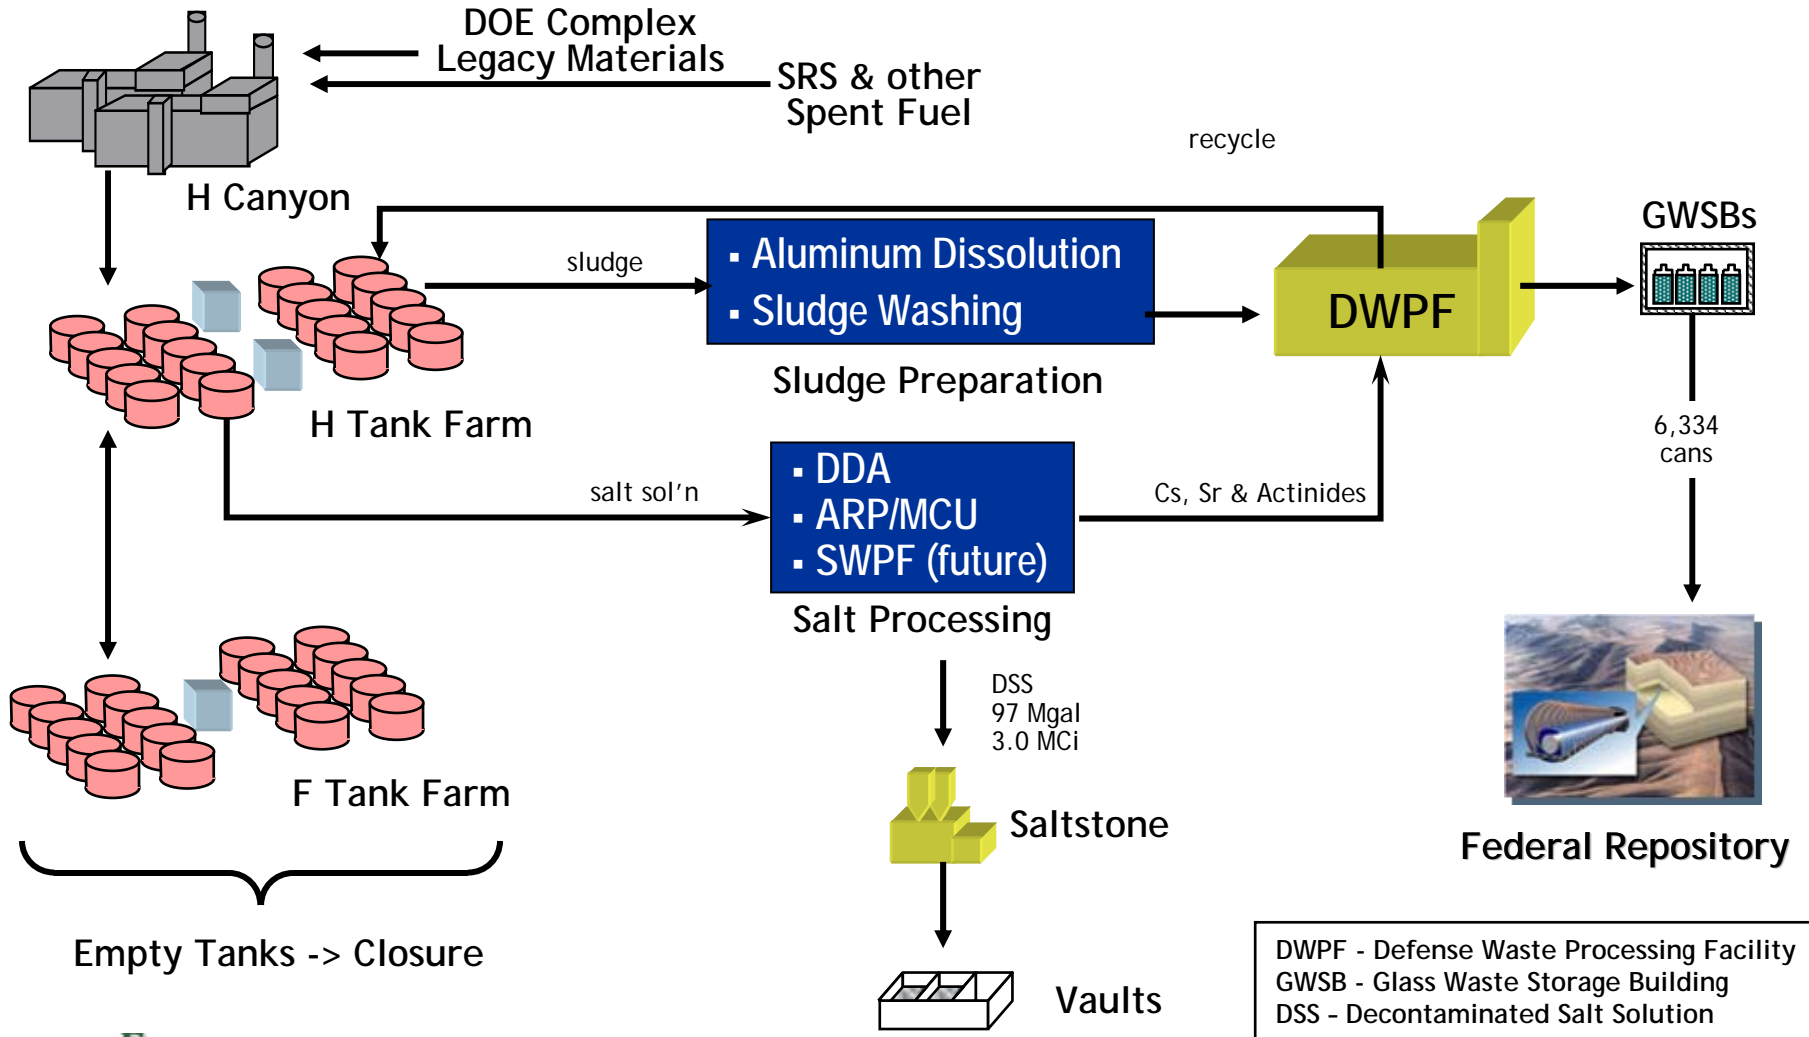 DOE Complex
Legacy Materials
SRS & other
Spent Fuel
recycle
H Canyon
GWSBs
sludge
▪ Aluminum Dissolution
▪ Sludge Washing
DWPF
Sludge Preparation
H Tank Farm
6,334
cans
▪ DDA
▪ ARP/MCU
▪ SWPF (future)
salt sol’n
Cs, Sr & Actinides
Salt Processing
DSS
97 Mgal
3.0 MCi
F Tank Farm
Saltstone
Federal Repository
Empty Tanks -> Closure
Vaults
DWPF - Defense Waste Processing Facility
GWSB - Glass Waste Storage Building
DSS – Decontaminated Salt Solution